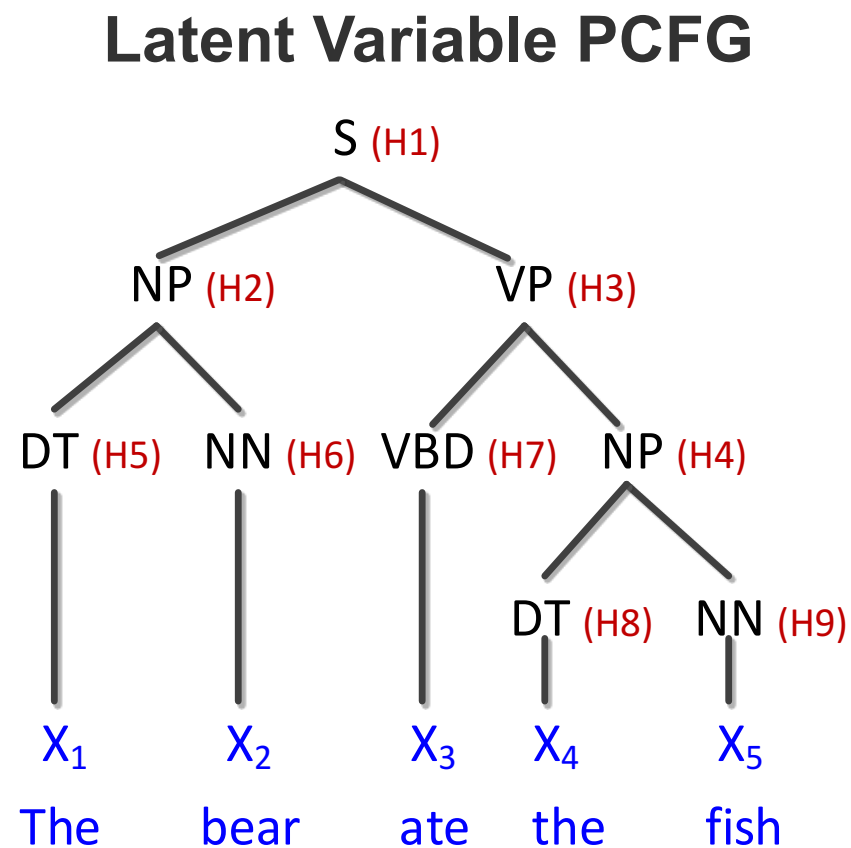 Latent Variable PCFG
S (H1)
NP (H2) VP (H3)
DT (H5) NN (H6) VBD (H7) NP (H4)
DT (H8) NN (H9)
X₁ X₂ X₃ X₄ X₅
The bear ate the fish